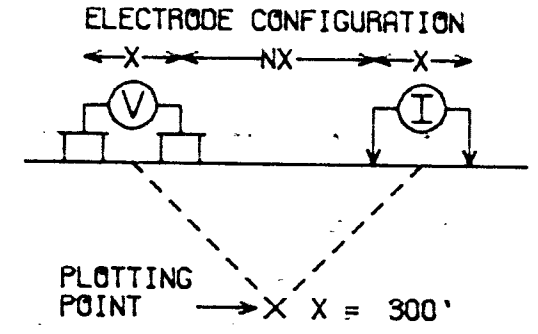 ELECTRODE CONFIGURATION
X NX X
V I
PLOTTING
POINT X X = 300'